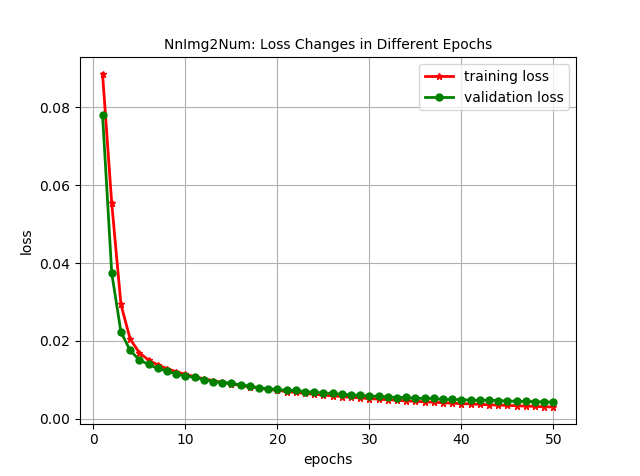 NnImg2Num: Loss Changes in Different Epochs
training loss
validation loss
0.08
0.06
0.04
0.02
0.00
loss
0 10 20 30 40 50
epochs